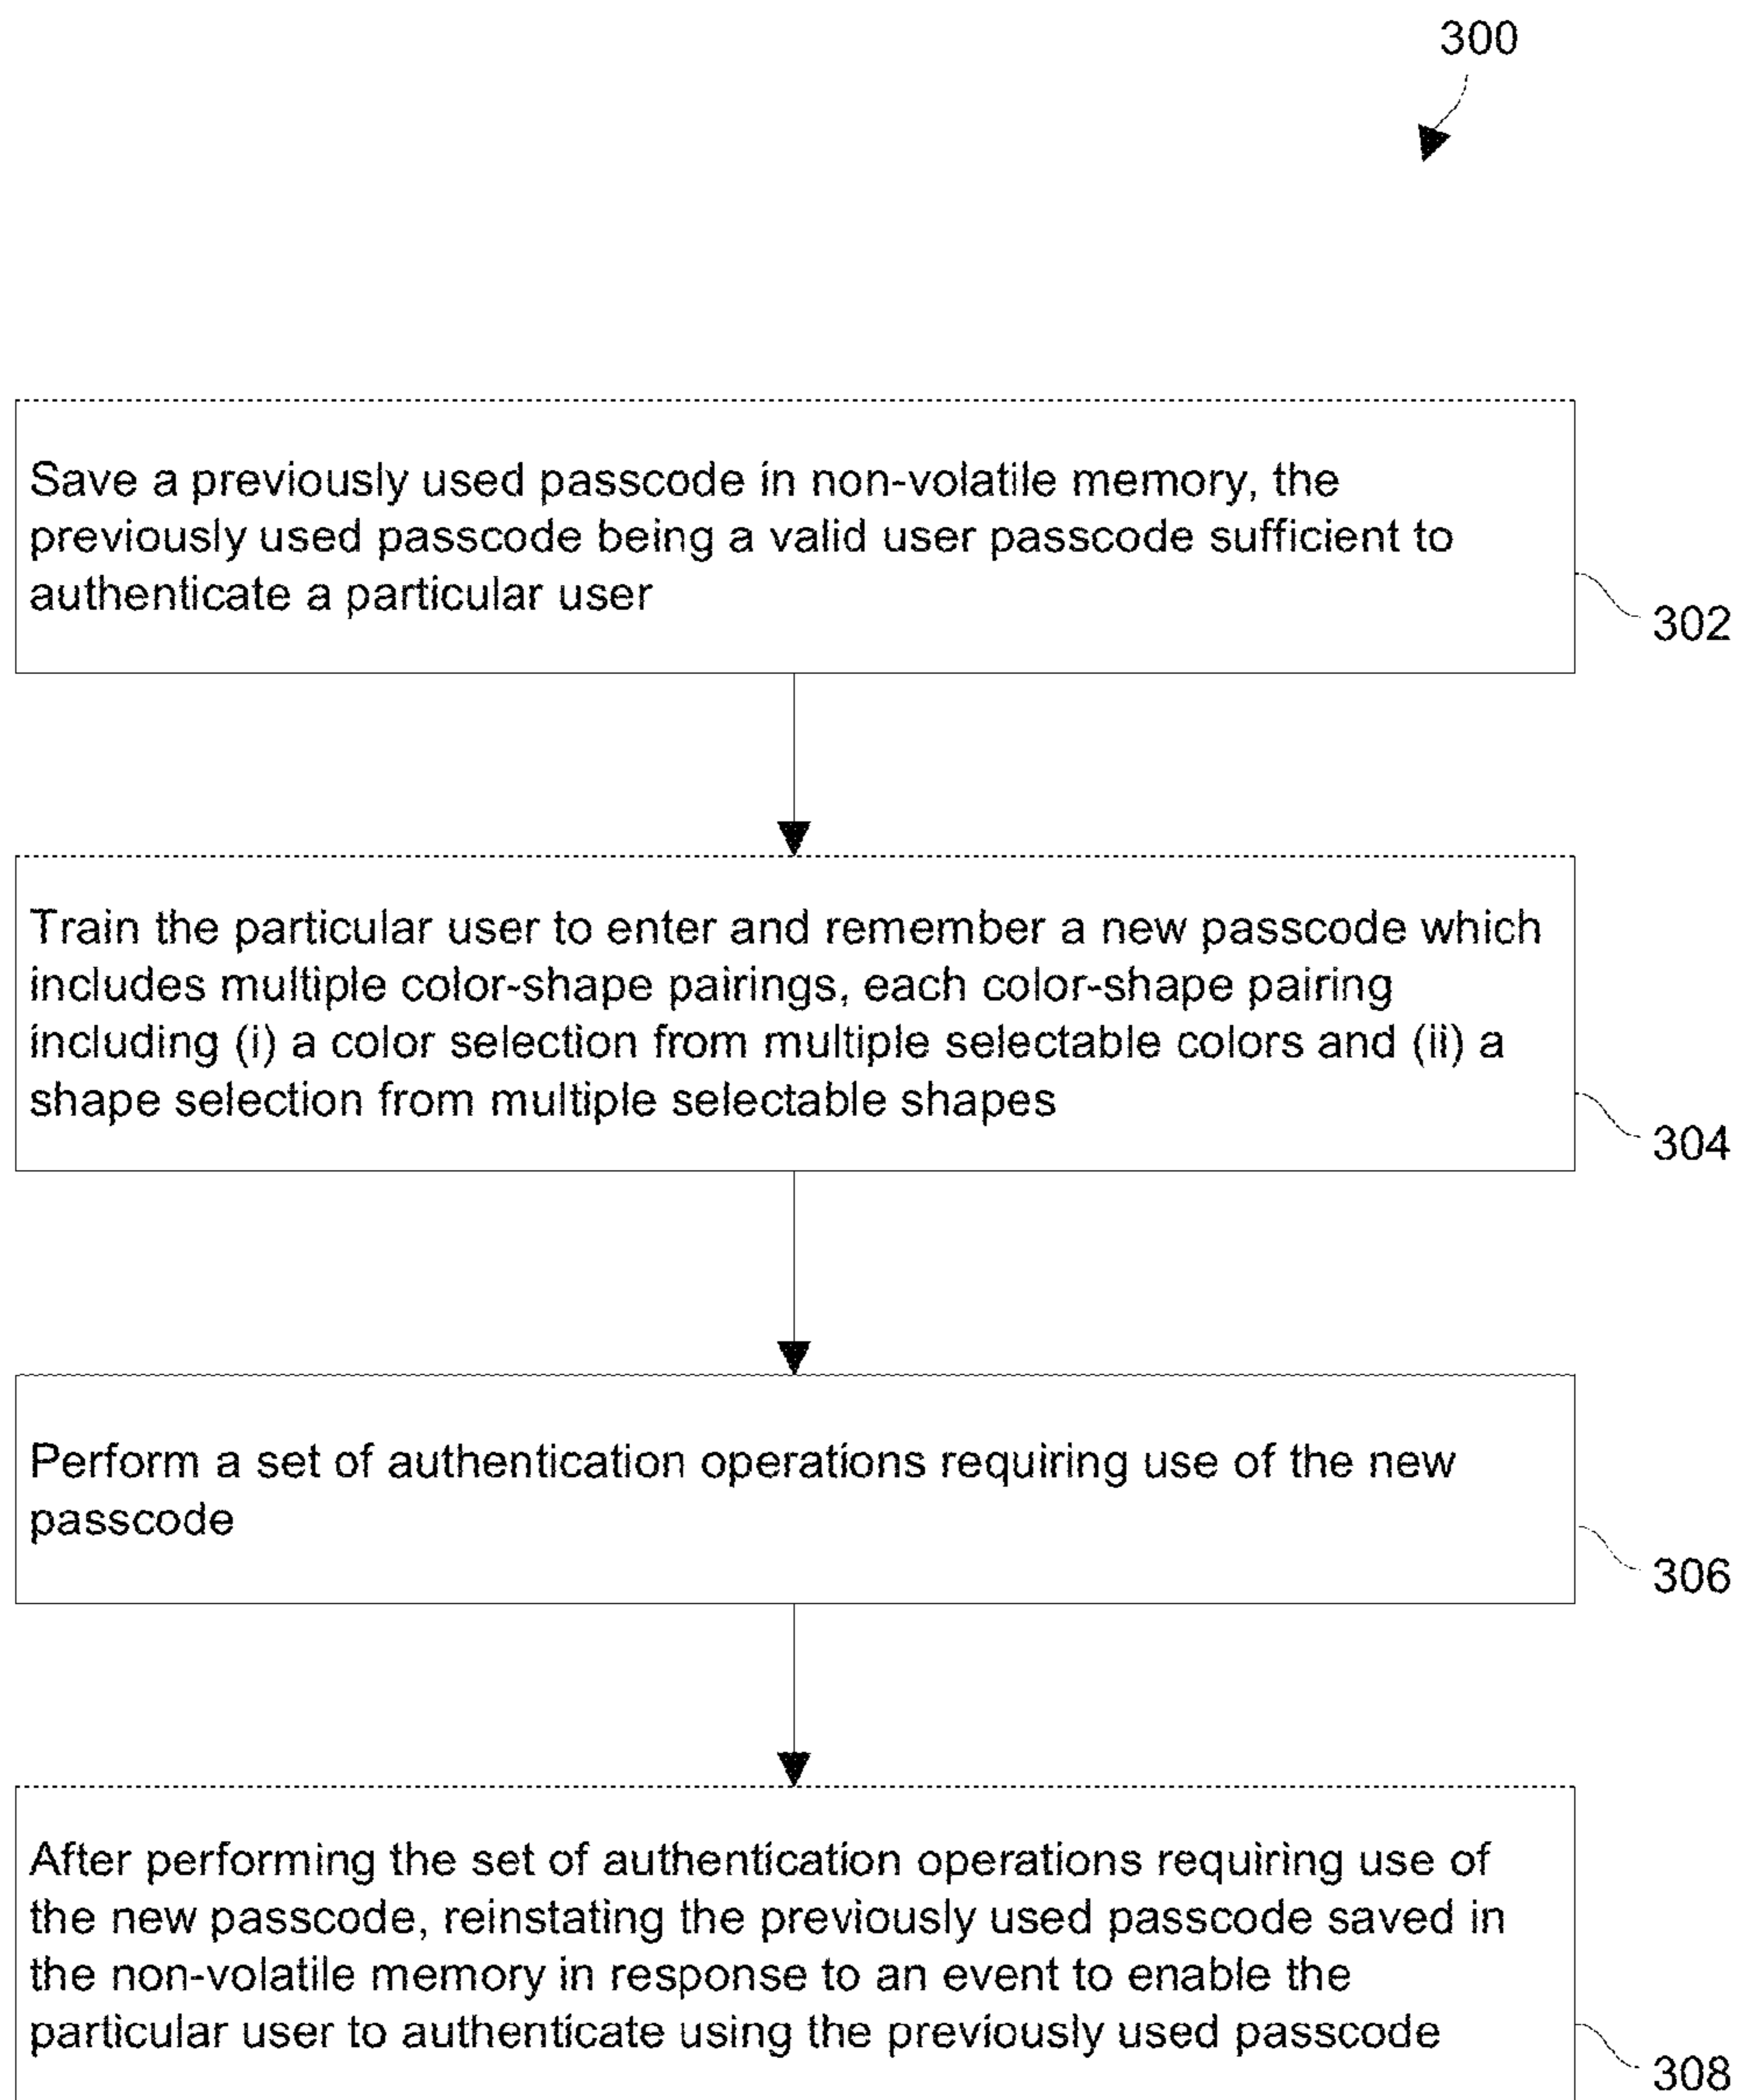 300
Save a previously used passcode in non-volatile memory, the
previously used passcode being a valid user passcode sufficient to
authenticate a particular user
302
Train the particular user to enter and remember a new passcode which
includes multiple color-shape pairings, each color-shape pairing
including (i) a color selection from multiple selectable colors and (ii) a
shape selection from multiple selectable shapes
304
Perform a set of authentication operations requiring use of the new
passcode
306
After performing the set of authentication operations requiring use of
the new passcode, reinstating the previously used passcode saved in
the non-volatile memory in response to an event to enable the
particular user to authenticate using the previously used passcode
308